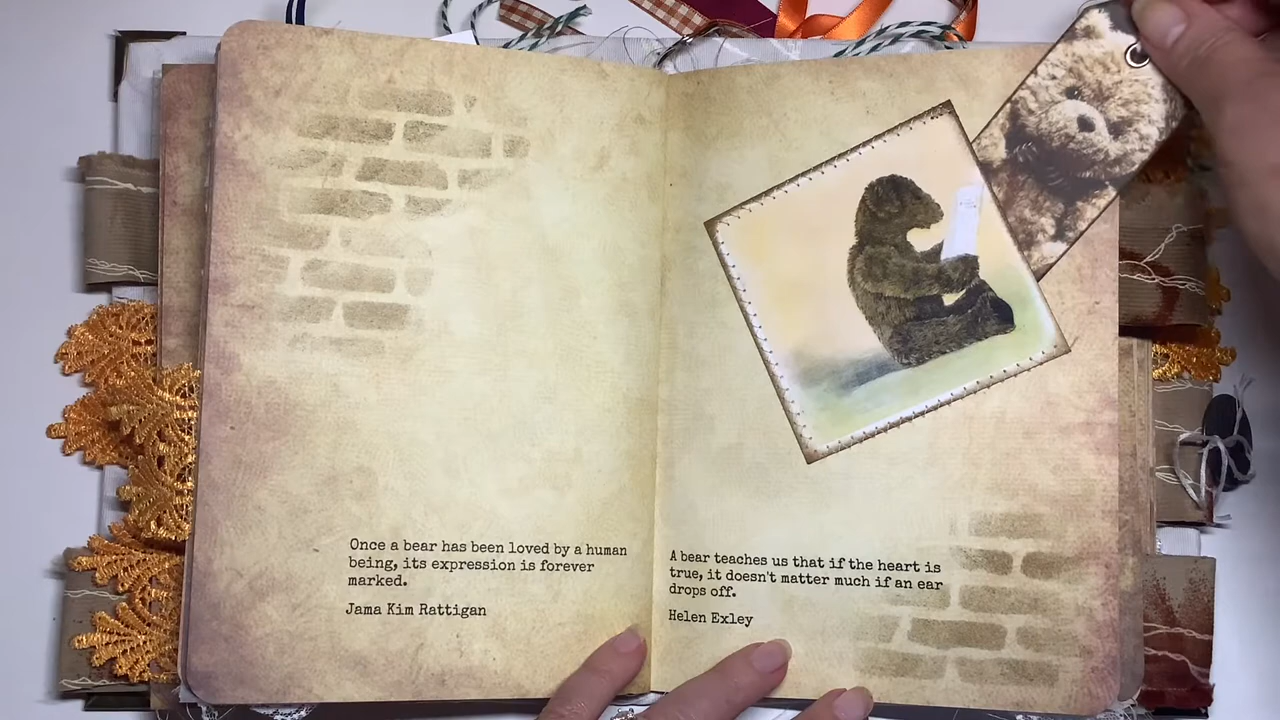 Once a bear has been loved by a human
being, its expression is forever
marked.
Jama Kim Rattigan
A bear teaches us that if the heart is
true, it doesn't matter much if an ear
drops off.
Helen Exley